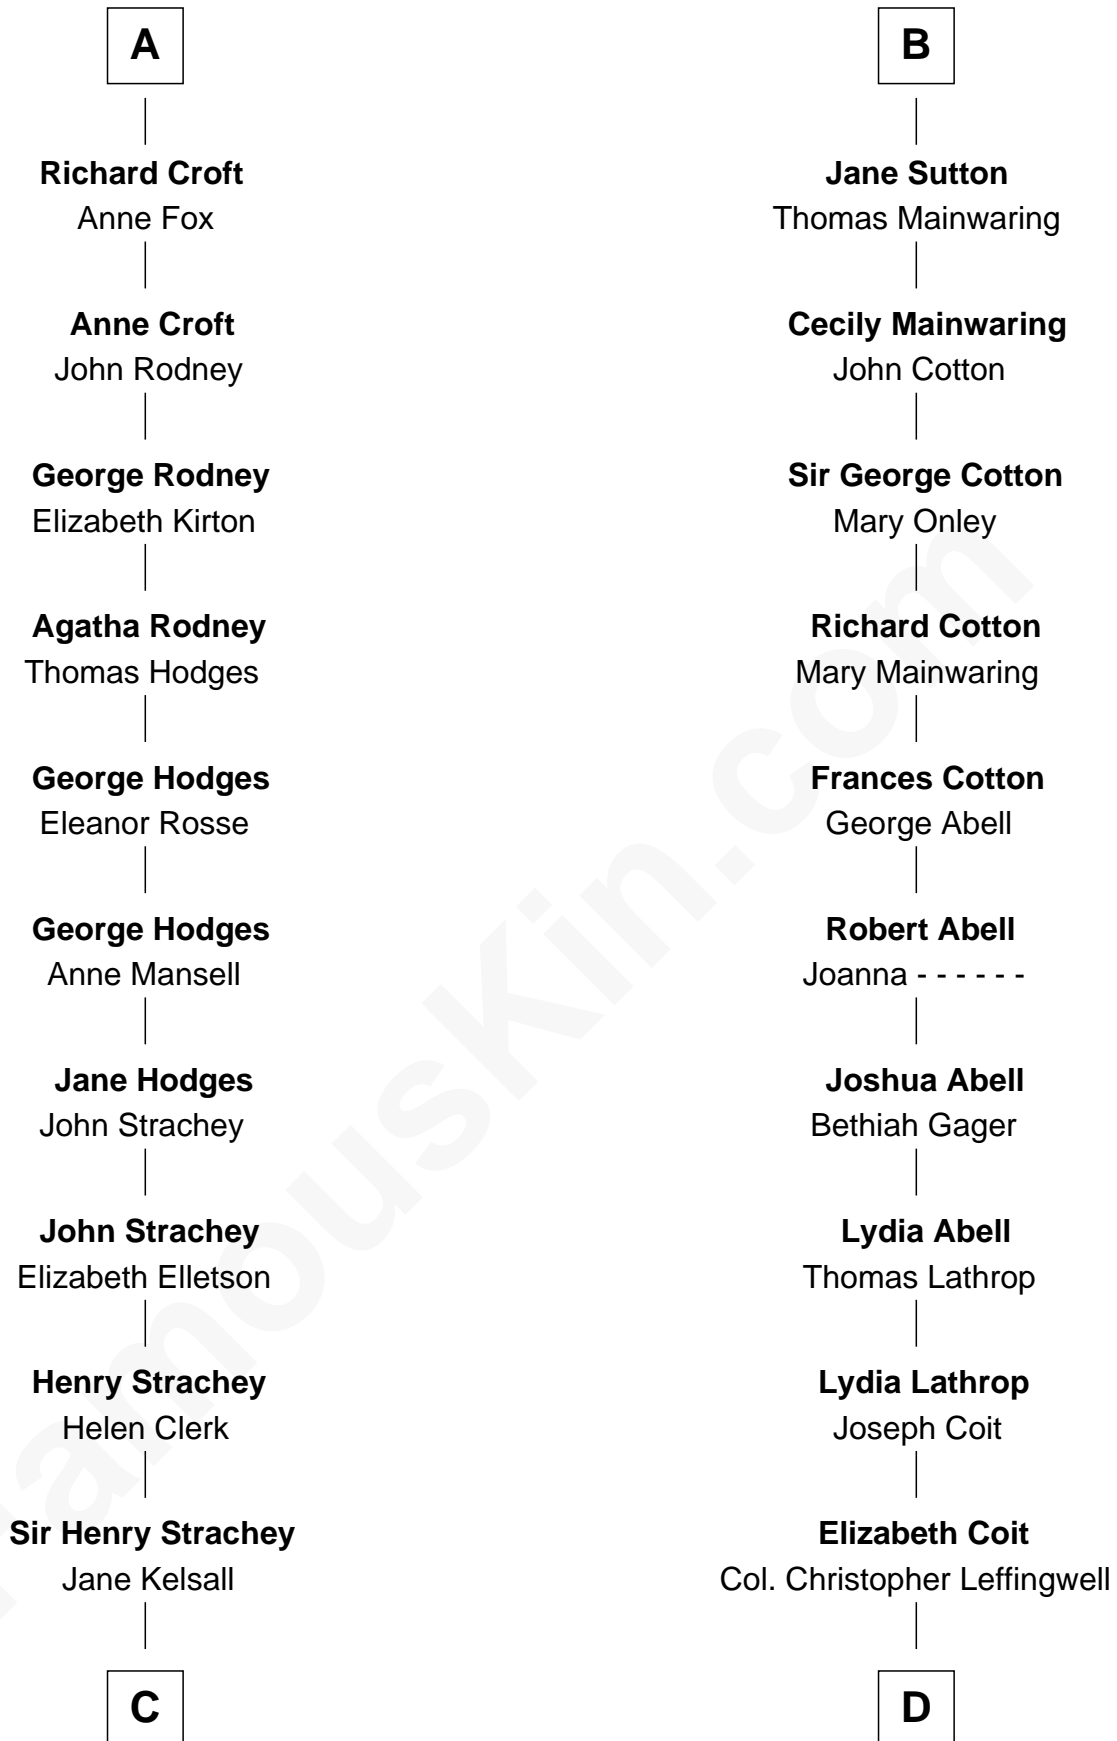 A
Richard Croft
Anne Fox
Anne Croft
John Rodney
George Rodney
Elizabeth Kirton
Agatha Rodney
Thomas Hodges
George Hodges
Eleanor Rosse
George Hodges
Anne Mansell
Jane Hodges
John Strachey
John Strachey
Elizabeth Elletson
Henry Strachey
Helen Clerk
Sir Henry Strachey
Jane Kelsall
C
B
Jane Sutton
Thomas Mainwaring
Cecily Mainwaring
John Cotton
Sir George Cotton
Mary Onley
Richard Cotton
Mary Mainwaring
Frances Cotton
George Abell
Robert Abell
Joanna - - - - - -
Joshua Abell
Bethiah Gager
Lydia Abell
Thomas Lathrop
Lydia Lathrop
Joseph Coit
Elizabeth Coit
Col. Christopher Leffingwell
D
FamousKin.com